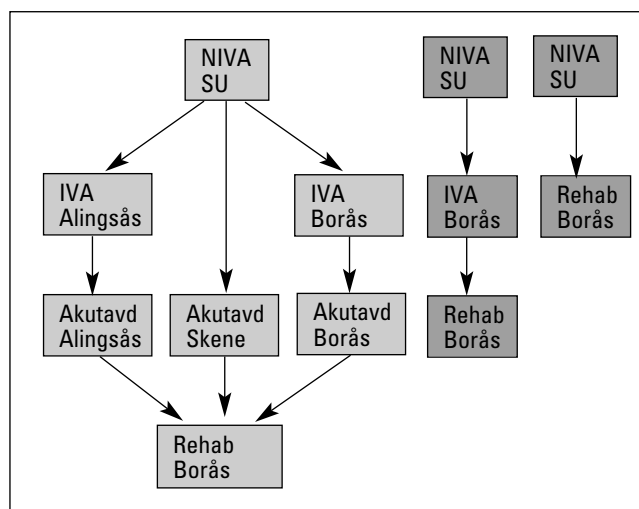 NIVA
SU
IVA
Alingsås
IVA
Borås
Akutavd
Alingsås
Akutavd
Skene
Akutavd
Borås
Rehab
Borås
NIVA
SU
IVA
Borås
Rehab
Borås
NIVA
SU
Rehab
Borås